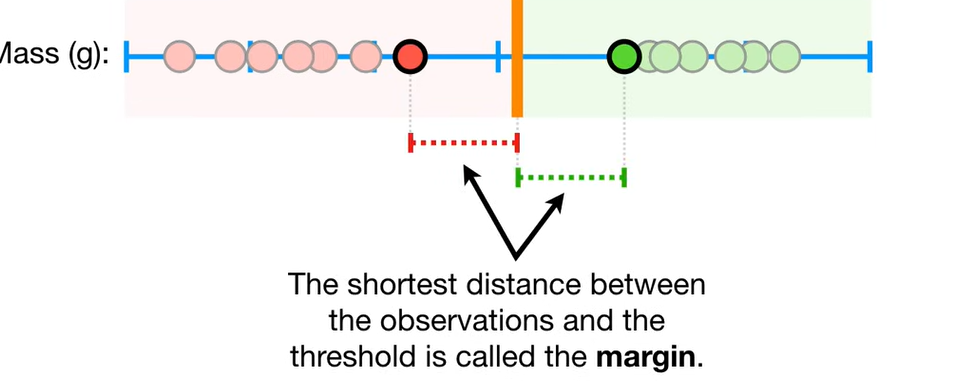 Mass (g):
The shortest distance between
the observations and the
threshold is called the margin.